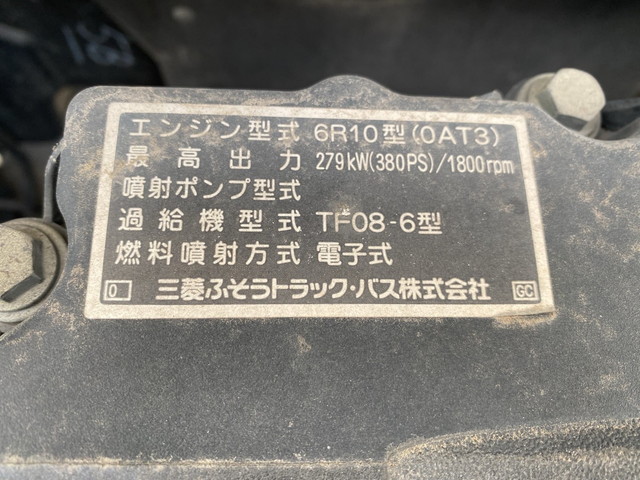 エンジン型式 6R10型(0AT3)
最高出力 279kW(380PS)/1800rpm
噴射ポンプ型式
過給機型式 TF08-6型
燃料噴射方式 電子式
0 三菱ふそうトラック・バス株式会社 GC